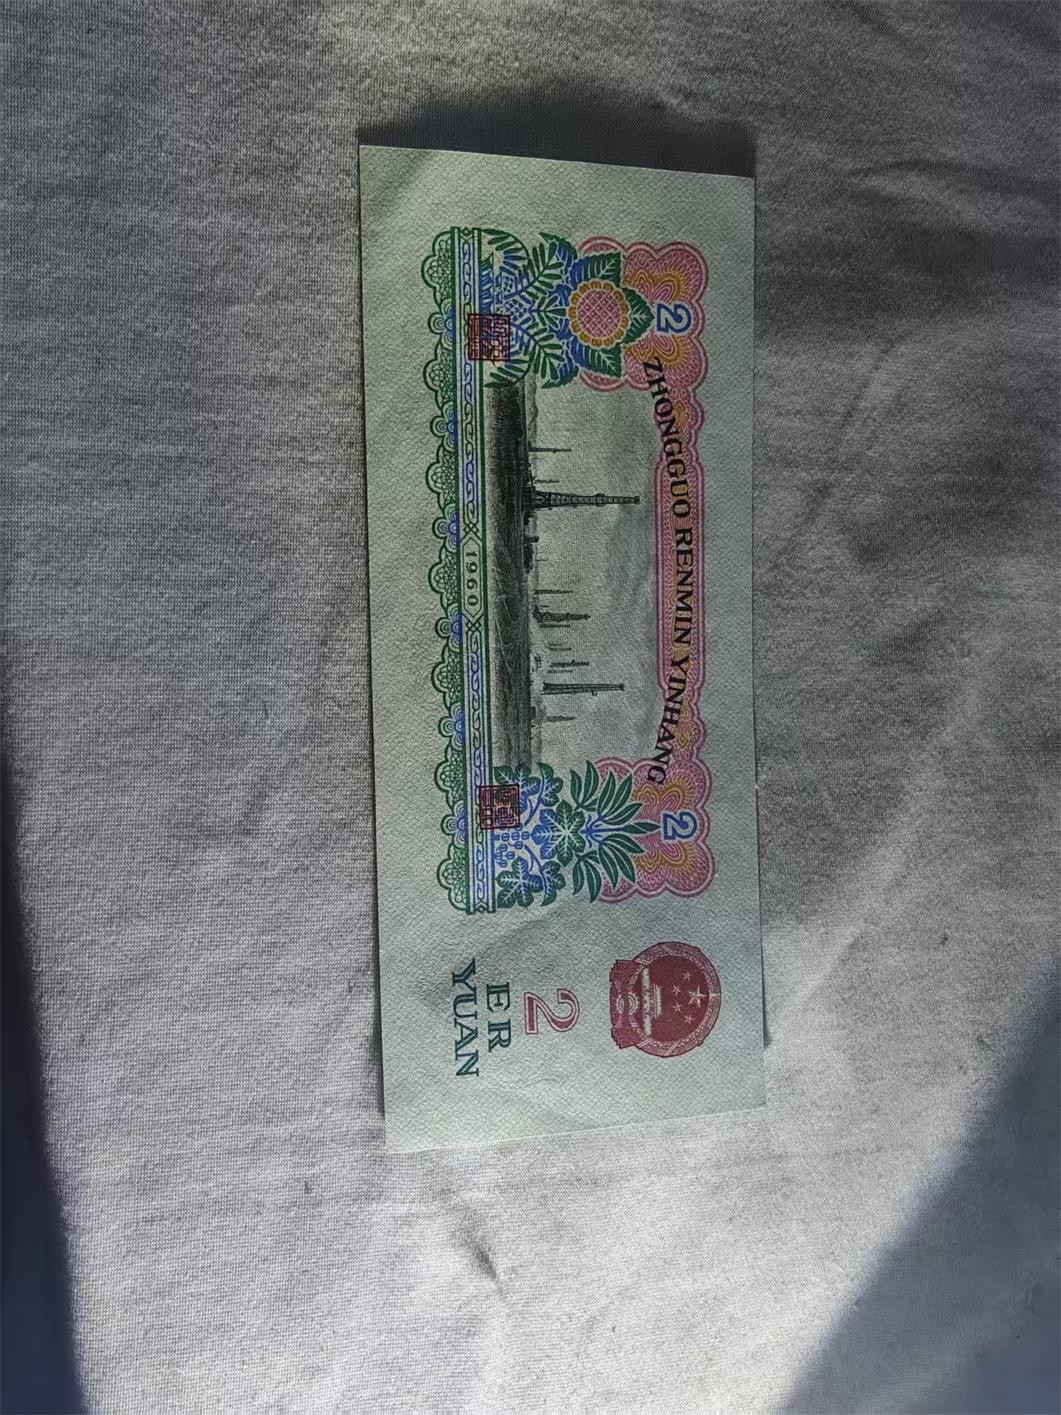 2
ZHONGGUO RENMIN YINHANG
2
1960
2
ER
YUAN